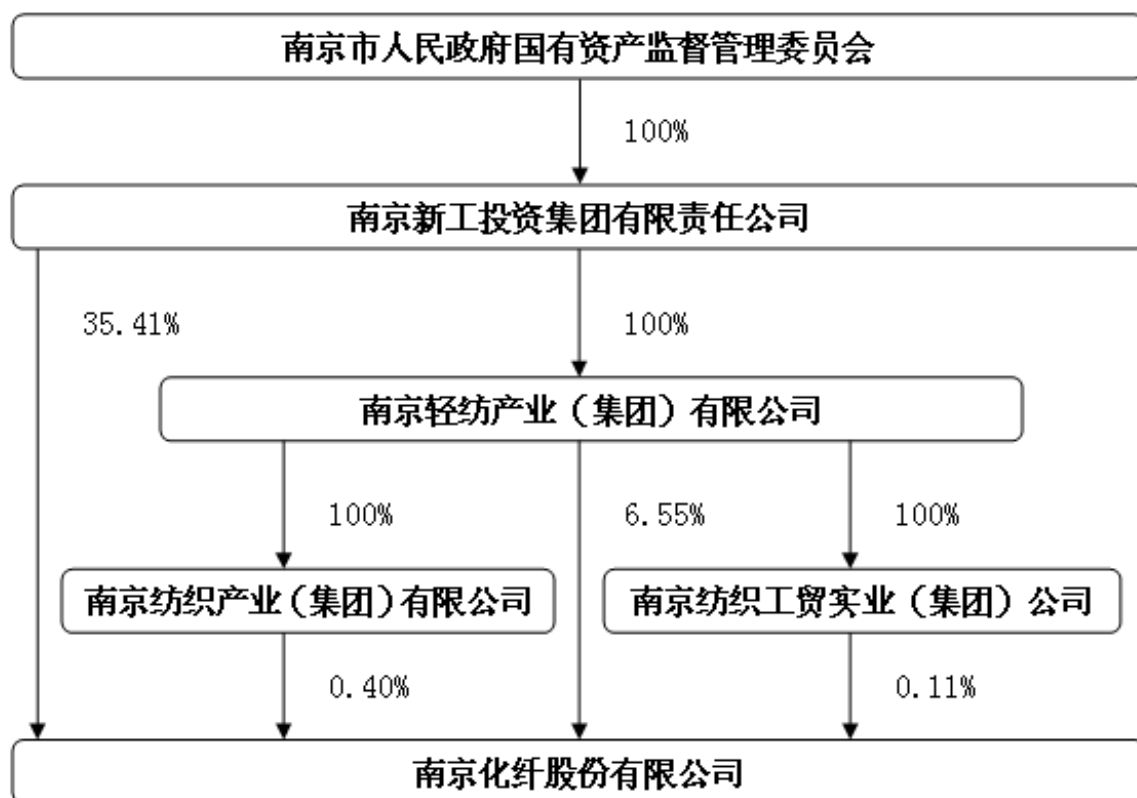 南京市人民政府国有资产监督管理委员会
100%
南京新工投资集团有限责任公司
35.41%
100%
南京轻纺产业（集团）有限公司
100%
6.55%
100%
南京纺织产业（集团）有限公司
南京纺织工贸实业（集团）公司
0.40%
0.11%
南京化纤股份有限公司